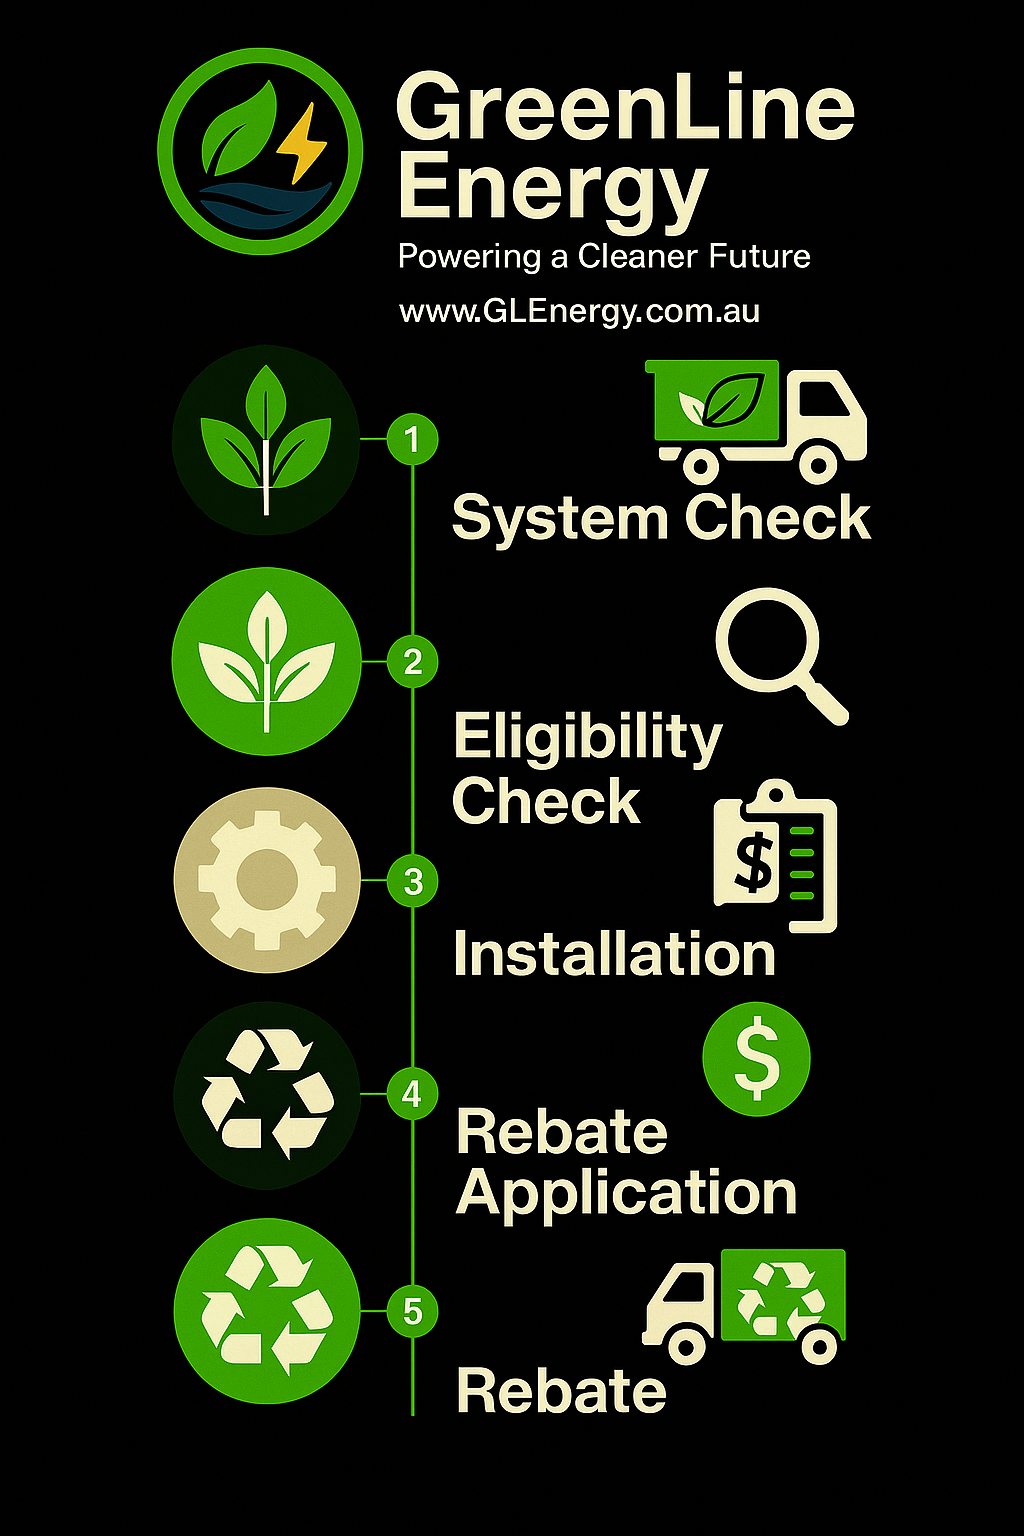 GreenLine
Energy
Powering a Cleaner Future
www.GLEnergy.com.au
1
System Check
2
Eligibility
Check
$
3
Installation
$
4
Rebate
Application
5
Rebate